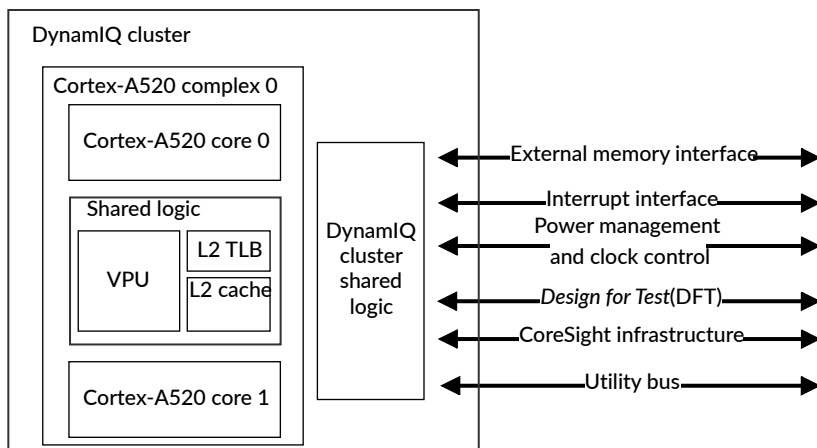 DynamIQ cluster
Cortex-A520 complex 0
Cortex-A520 core 0
Shared logic
VPU
L2 TLB
L2 cache
Cortex-A520 core 1
DynamIQ
cluster
shared
logic
External memory interface
Interrupt interface
Power management
and clock control
Design for Test(DFT)
CoreSight infrastructure
Utility bus